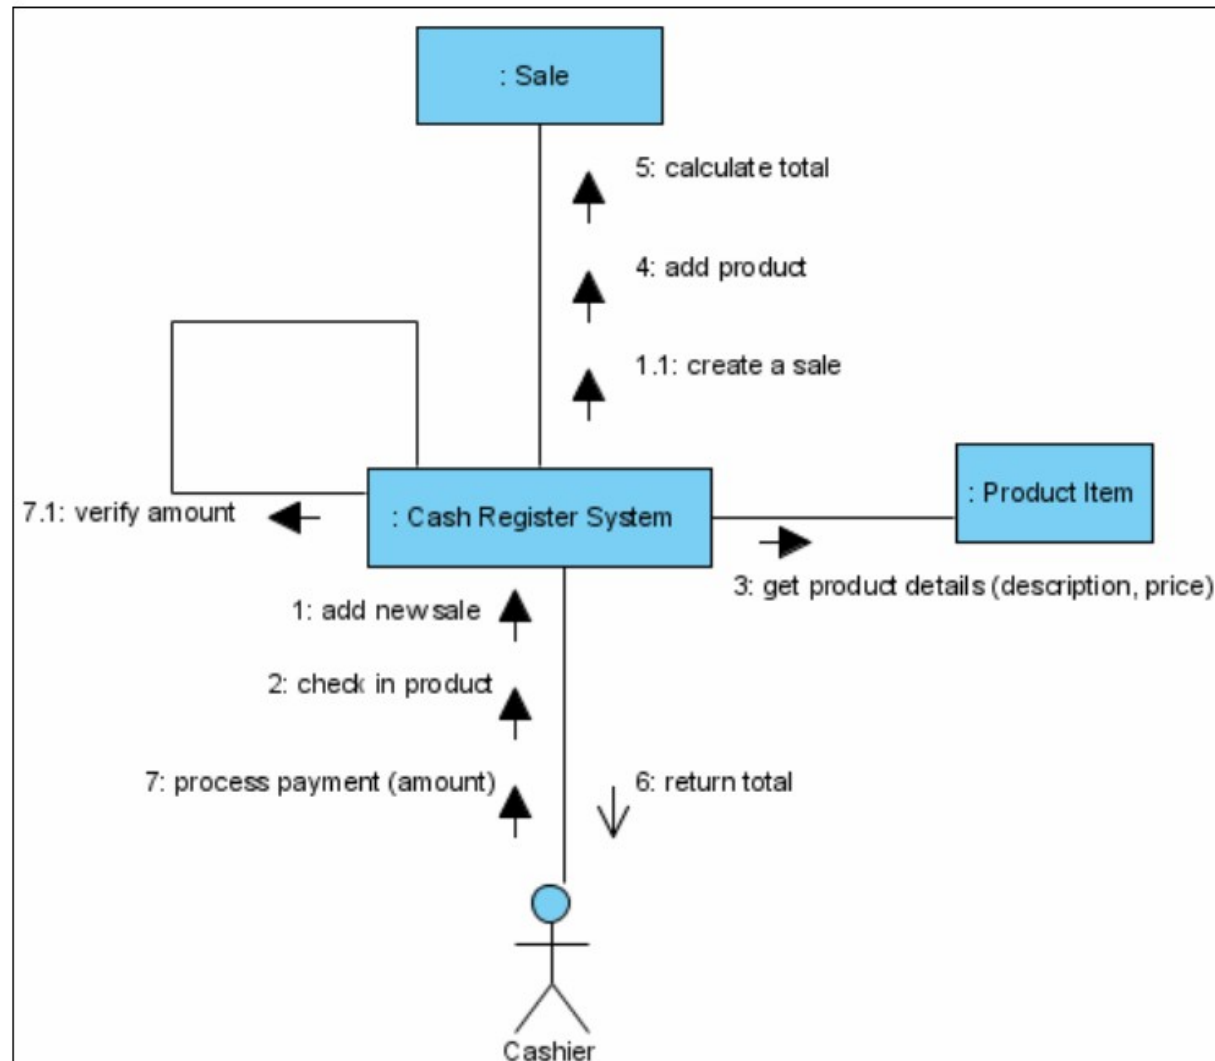 : Sale
5: calculate total
4: add product
1.1: create a sale
: Product Item
7.1: verify amount
: Cash Register System
3: get product details (description, price)
1: add new sale
2: check in product
7: process payment (amount)
6: return total
Cashier